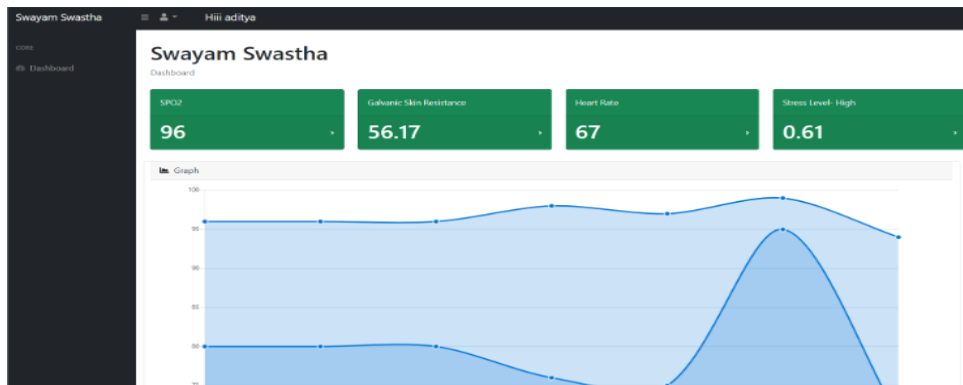 Swayam Swastha
Hiii aditya
CORE
Dashboard
Swayam Swastha
Dashboard
SPO2
96
Galvanic Skin Resistance
56.17
Heart Rate
67
Stress Level- High
0.61
Graph
100
95
90
85
80
75